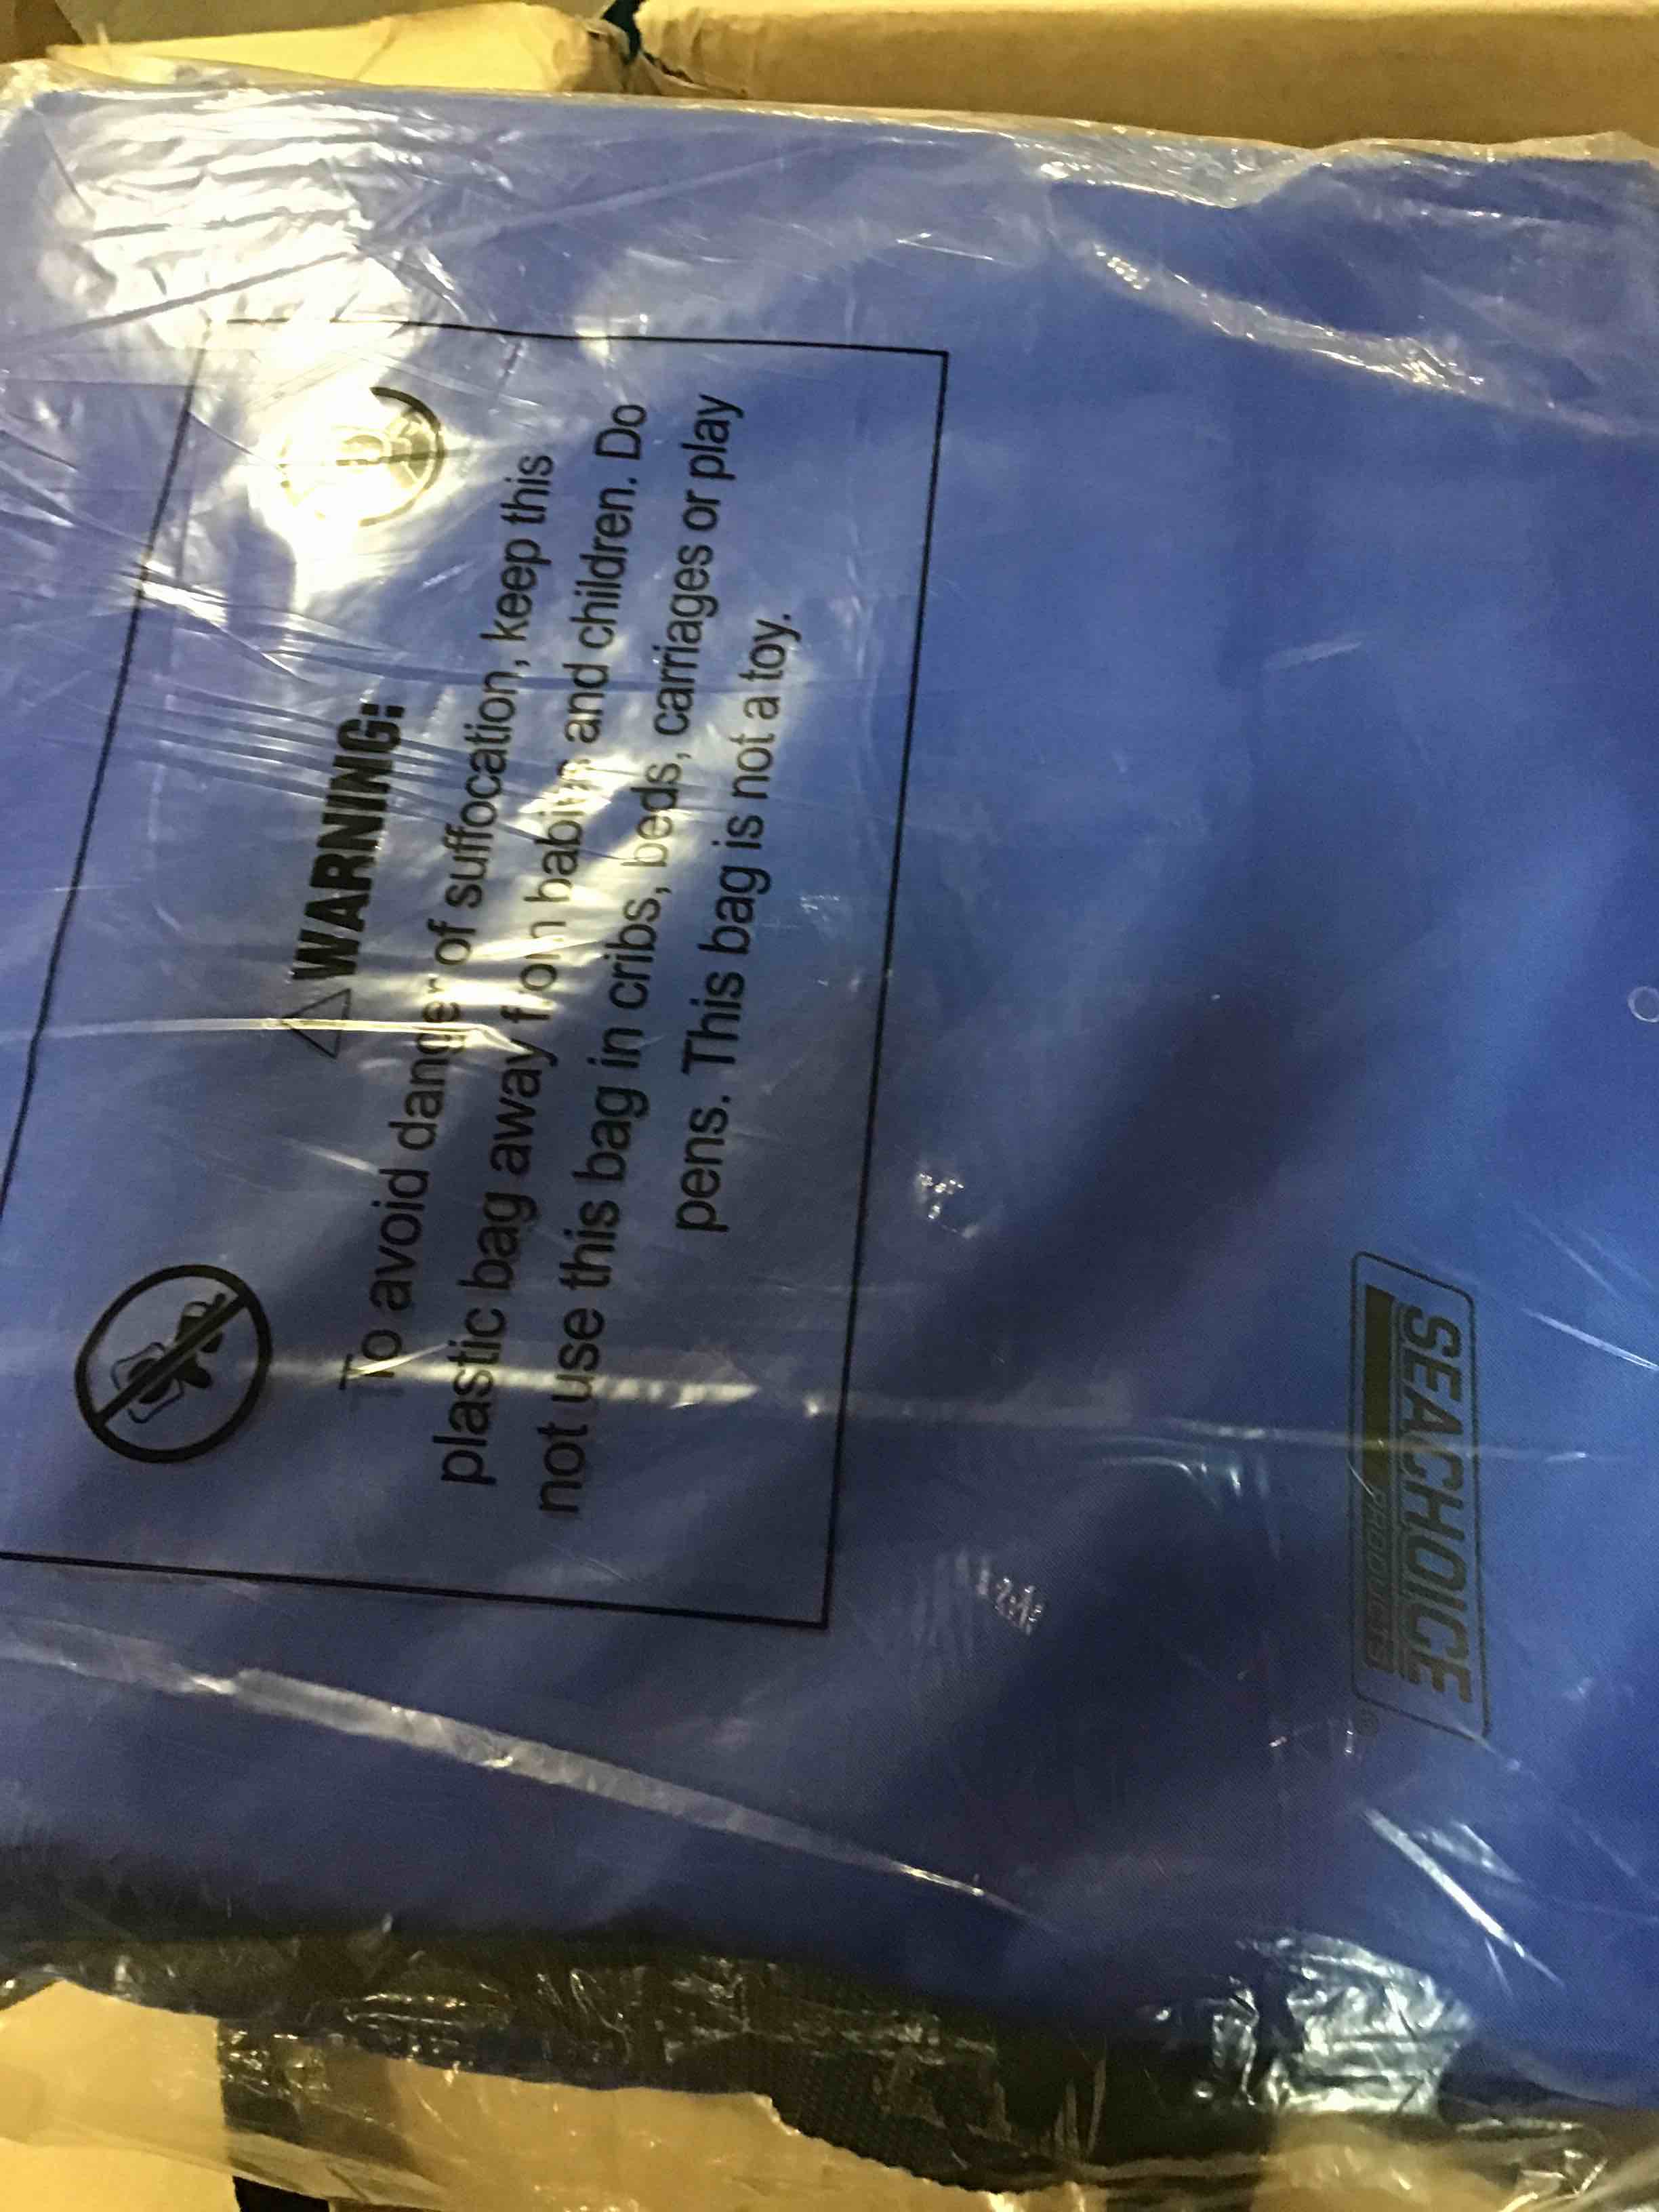 WARNING:
To avoid danger of suffocation, keep this
plastic bag away from babies and children. Do
not use this bag in cribs, beds, carriages or play
pens. This bag is not a toy.
SEACHOICE
PRODUCTS
®